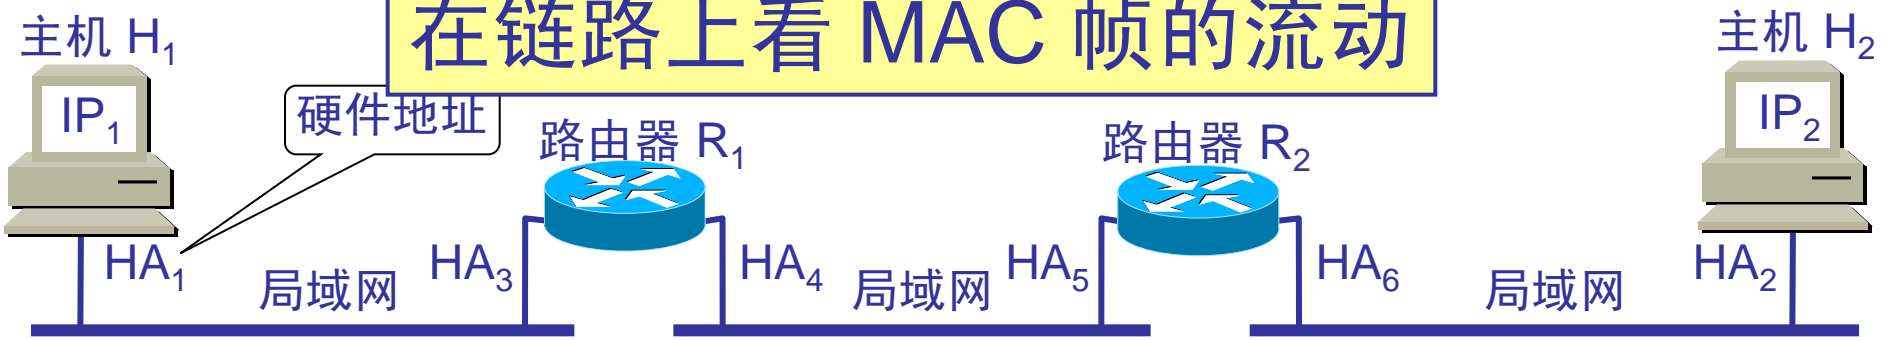 在链路上看 MAC 帧的流动
主机 H₁
主机 H₂
IP₁
硬件地址
路由器 R₁
路由器 R₂
IP₂
HA₁
局域网
HA₃
HA₄
局域网
HA₅
HA₆
局域网
HA₂